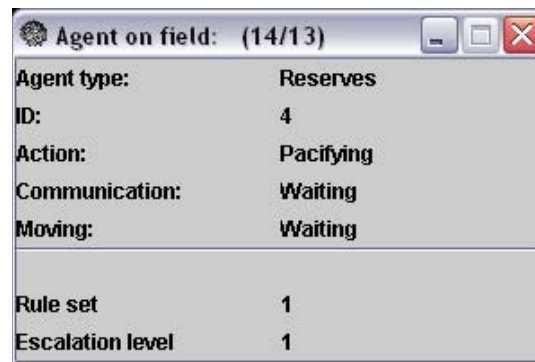 Agent on field: (14/13)
Agent type: Reserves
ID: 4
Action: Pacifying
Communication: Waiting
Moving: Waiting
Rule set 1
Escalation level 1